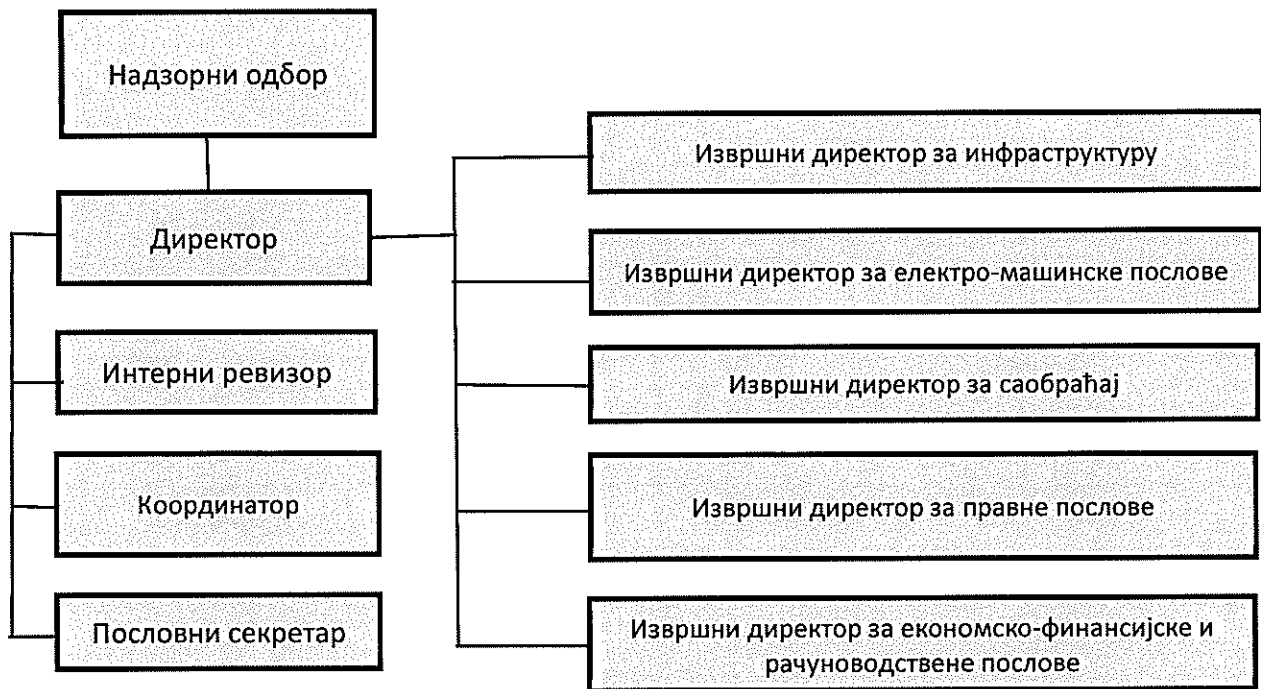 Надзорни одбор
Директор
Интерни ревизор
Координатор
Пословни секретар
Извршни директор за инфраструктуру
Извршни директор за електро-машинске послове
Извршни директор за саобраћај
Извршни директор за правне послове
Извршни директор за економско-финансијске и
рачуноводствене послове